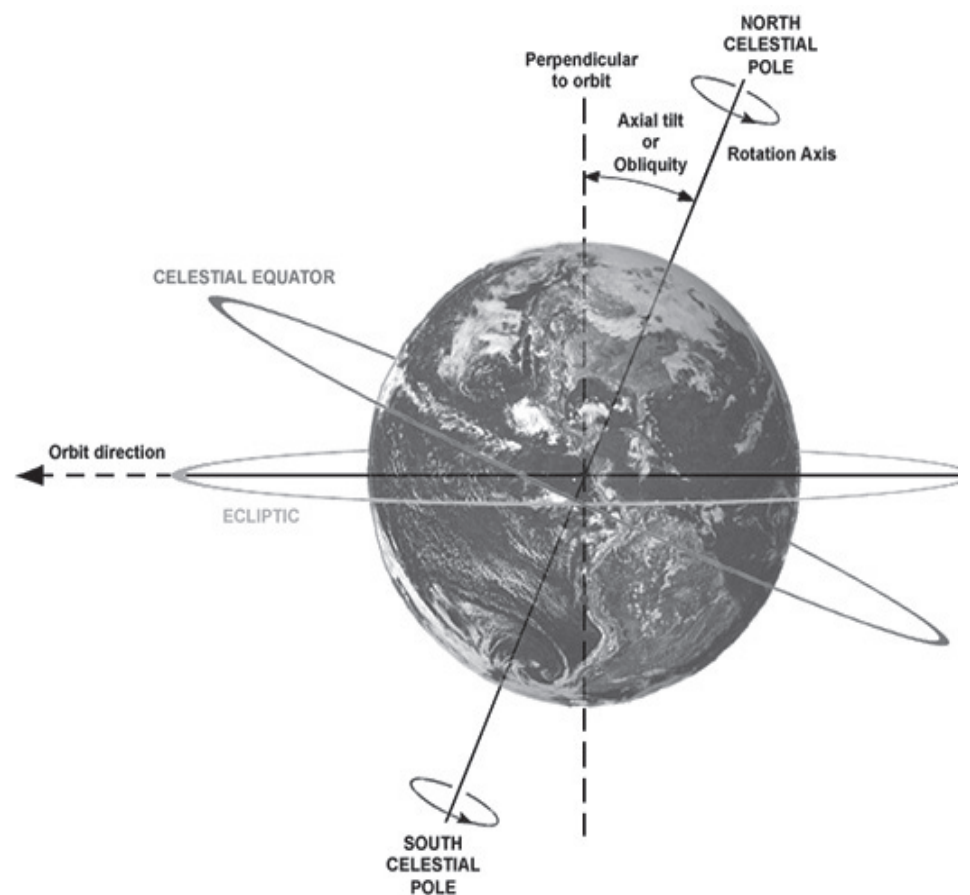 NORTH
CELESTIAL
POLE
Perpendicular
to orbit
Axial tilt
or
Obliquity
Rotation Axis
CELESTIAL EQUATOR
Orbit direction
ECLIPTIC
SOUTH
CELESTIAL
POLE